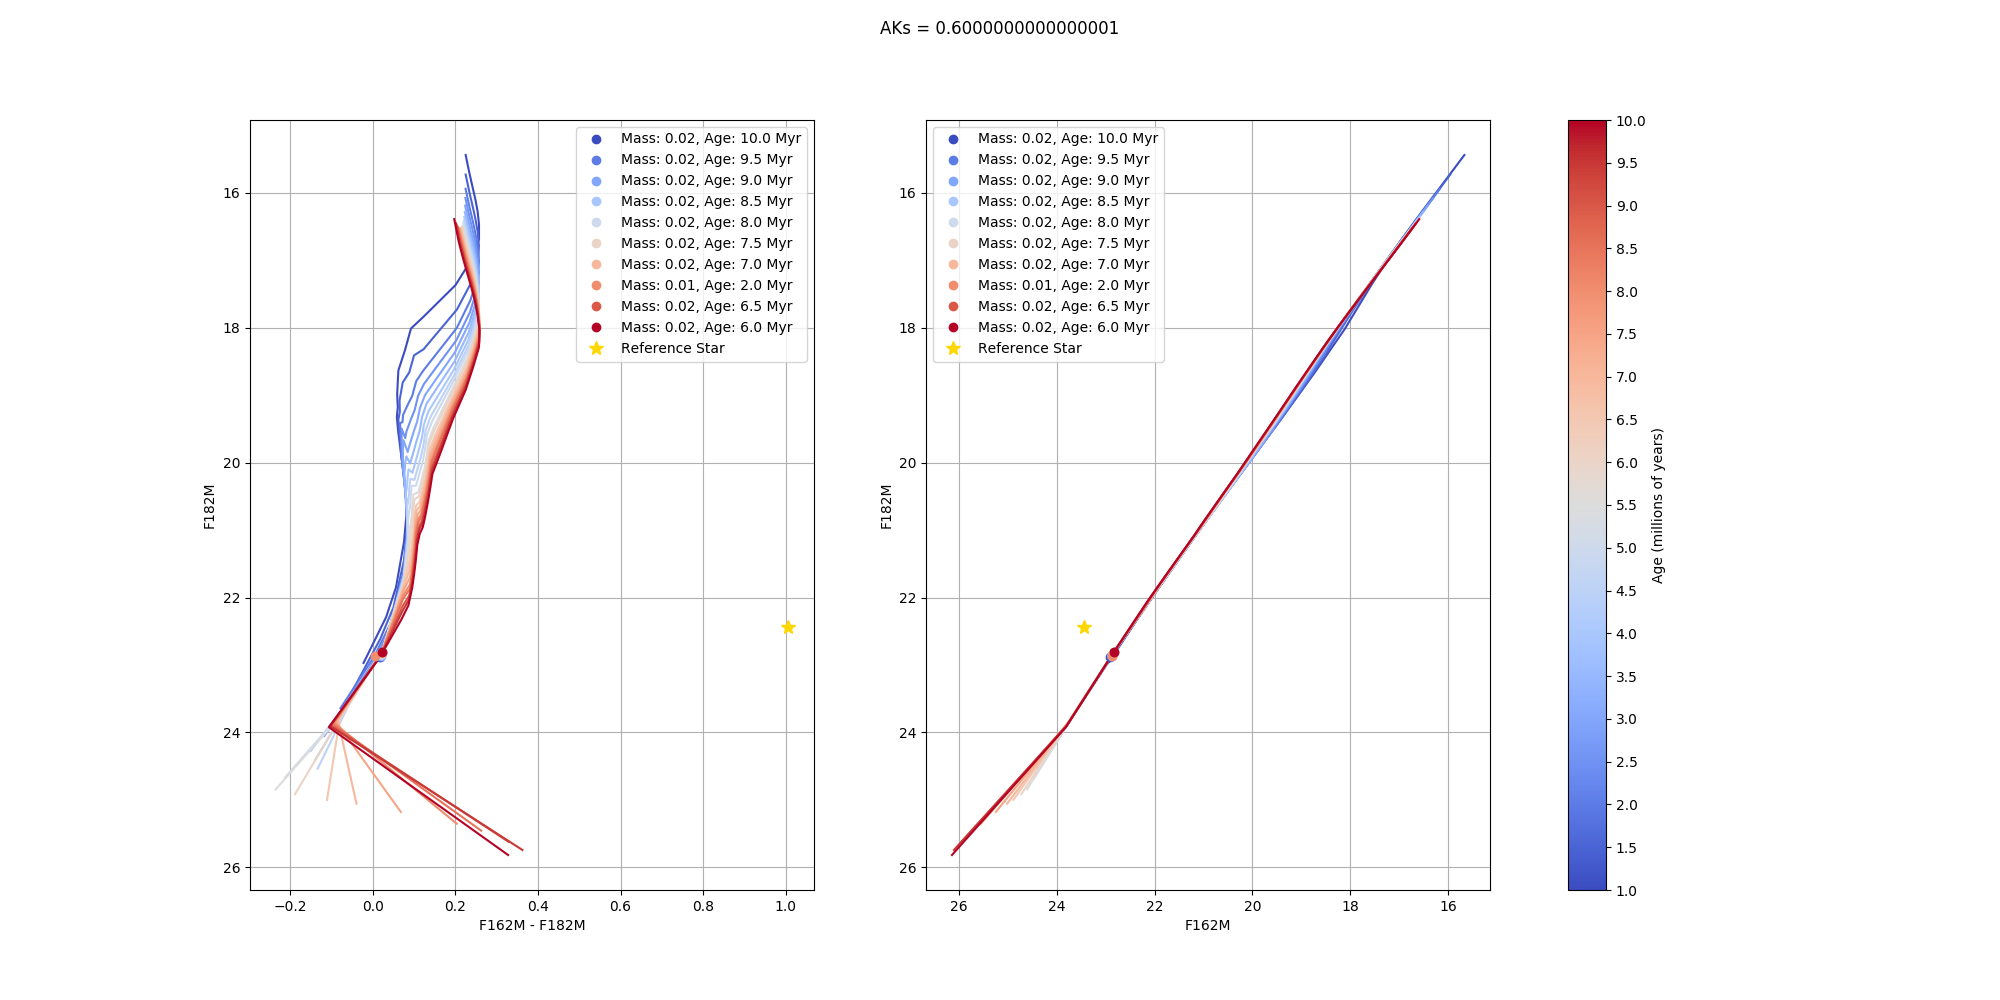 AKs = 0.6000000000000001
Mass: 0.02, Age: 10.0 Myr
Mass: 0.02, Age: 9.5 Myr
Mass: 0.02, Age: 9.0 Myr
Mass: 0.02, Age: 8.5 Myr
Mass: 0.02, Age: 8.0 Myr
Mass: 0.02, Age: 7.5 Myr
Mass: 0.02, Age: 7.0 Myr
Mass: 0.01, Age: 2.0 Myr
Mass: 0.02, Age: 6.5 Myr
Mass: 0.02, Age: 6.0 Myr
Reference Star
16
18
20
22
24
26
F182M
−0.2
0.0
0.2
0.4
0.6
0.8
1.0
F162M - F182M
Mass: 0.02, Age: 10.0 Myr
Mass: 0.02, Age: 9.5 Myr
Mass: 0.02, Age: 9.0 Myr
Mass: 0.02, Age: 8.5 Myr
Mass: 0.02, Age: 8.0 Myr
Mass: 0.02, Age: 7.5 Myr
Mass: 0.02, Age: 7.0 Myr
Mass: 0.01, Age: 2.0 Myr
Mass: 0.02, Age: 6.5 Myr
Mass: 0.02, Age: 6.0 Myr
Reference Star
16
18
20
22
24
26
F182M
26
24
22
20
18
16
F162M
10.0
9.5
9.0
8.5
8.0
7.5
7.0
6.5
6.0
5.5
5.0
4.5
4.0
3.5
3.0
2.5
2.0
1.5
1.0
Age (millions of years)